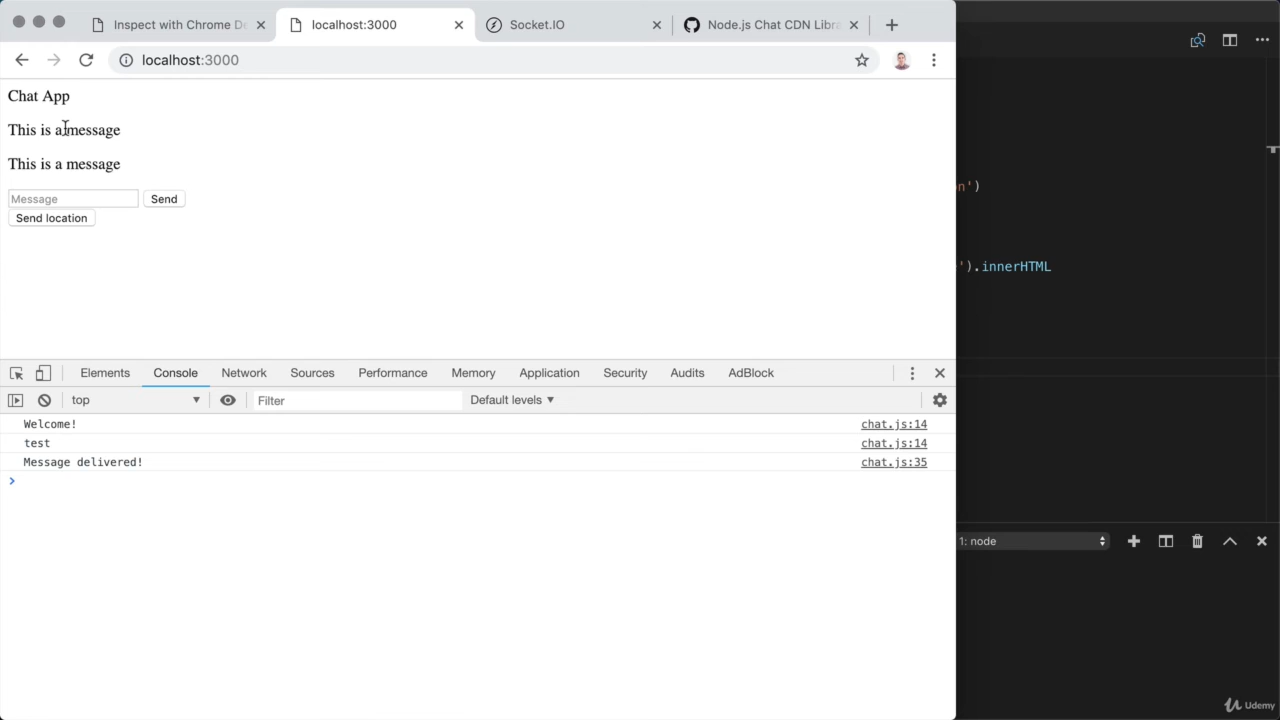 Inspect with Chrome De
localhost:3000
Socket.IO
Node.js Chat CDN Libra
localhost:3000
Chat App
This is a message
This is a message
Message
Send
Send location
n')
').innerHTML
Elements
Console
Network
Sources
Performance
Memory
Application
Security
Audits
AdBlock
top
Filter
Default levels
Welcome!
chat.js:14
test
chat.js:14
Message delivered!
chat.js:35
1: node
Udemy